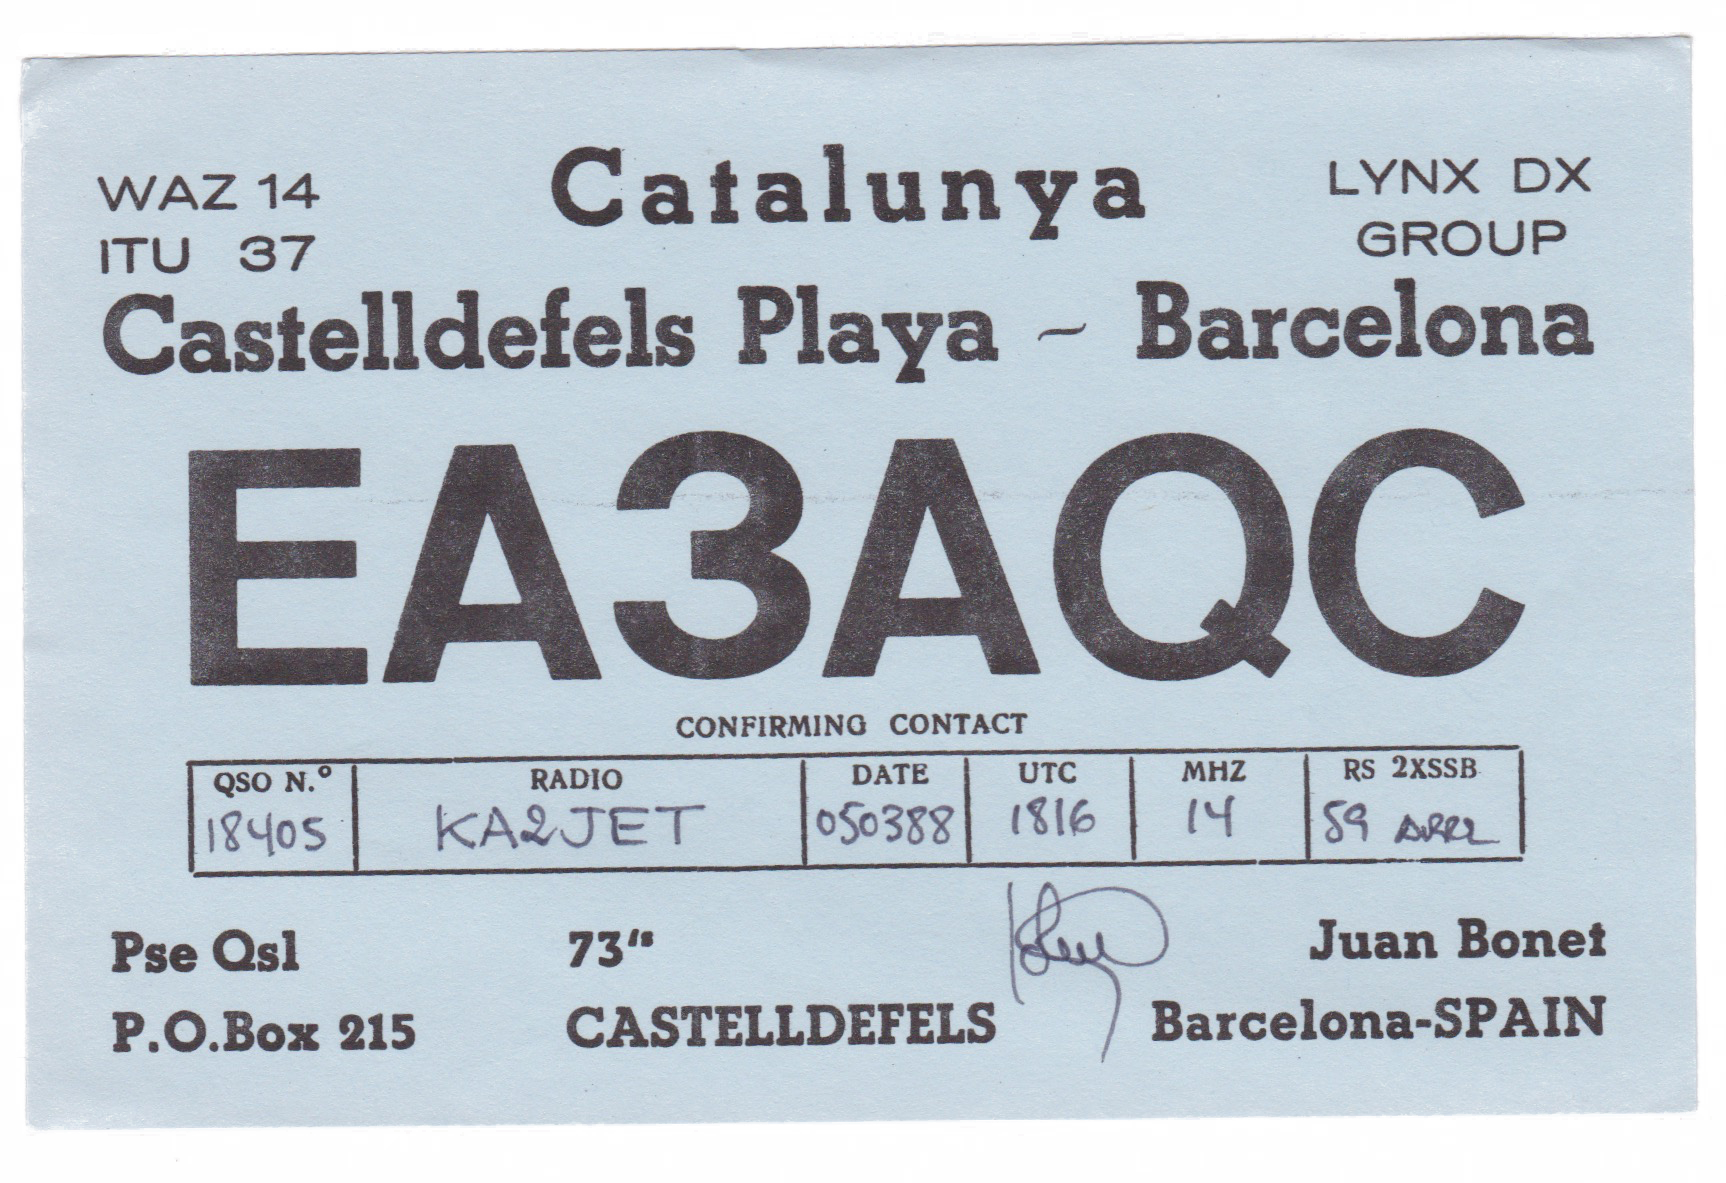 WAZ 14
ITU 37
Catalunya
LYNX DX
GROUP
Castelldefels Playa ~ Barcelona
EA3AQC
CONFIRMING CONTACT
QSO N.º RADIO DATE UTC MHZ RS 2XSSB
18405 KA2JET 050388 1816 14 59 ARRL
Pse Qsl 73" Juan Bonet
P.O.Box 215 CASTELLDEFELS Barcelona-SPAIN